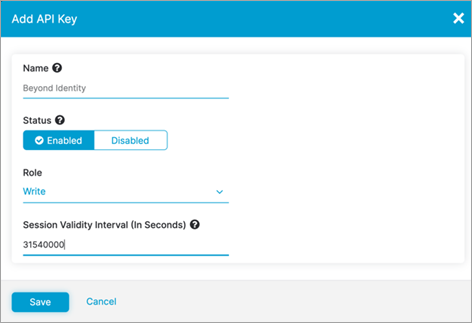 Add API Key
Name
Beyond Identity
Status
Enabled Disabled
Role
Write
Session Validity Interval (In Seconds)
31540000
Save Cancel